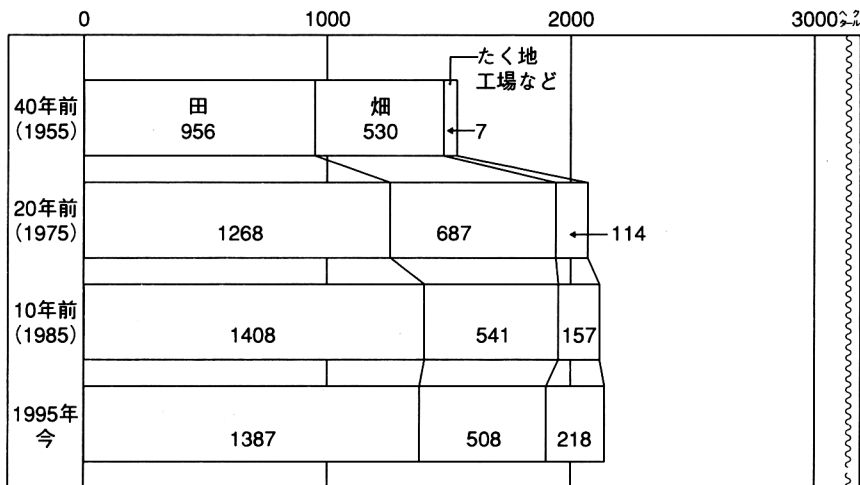 0 1000 2000 3000ヘクタール
たく地
工場など
40年前
(1955)
田
956
畑
530
7
20年前
(1975)
1268
687
114
10年前
(1985)
1408
541
157
1995年
今
1387
508
218